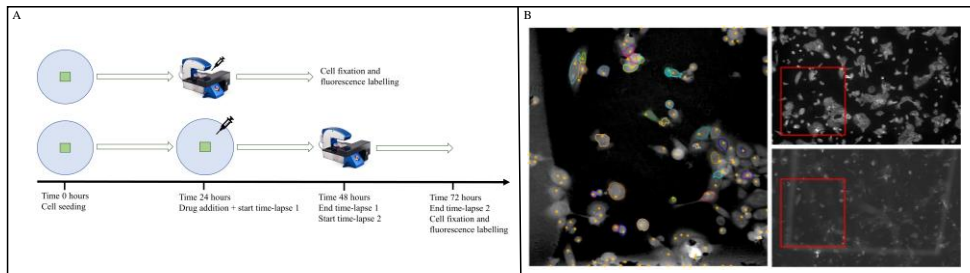 A
Cell fixation and
fluorescence labelling
Time 0 hours
Cell seeding
Time 24 hours
Drug addition + start time-lapse 1
Time 48 hours
End time-lapse 1
Start time-lapse 2
Time 72 hours
End time-lapse 2
Cell fixation and
fluorescence labelling
B